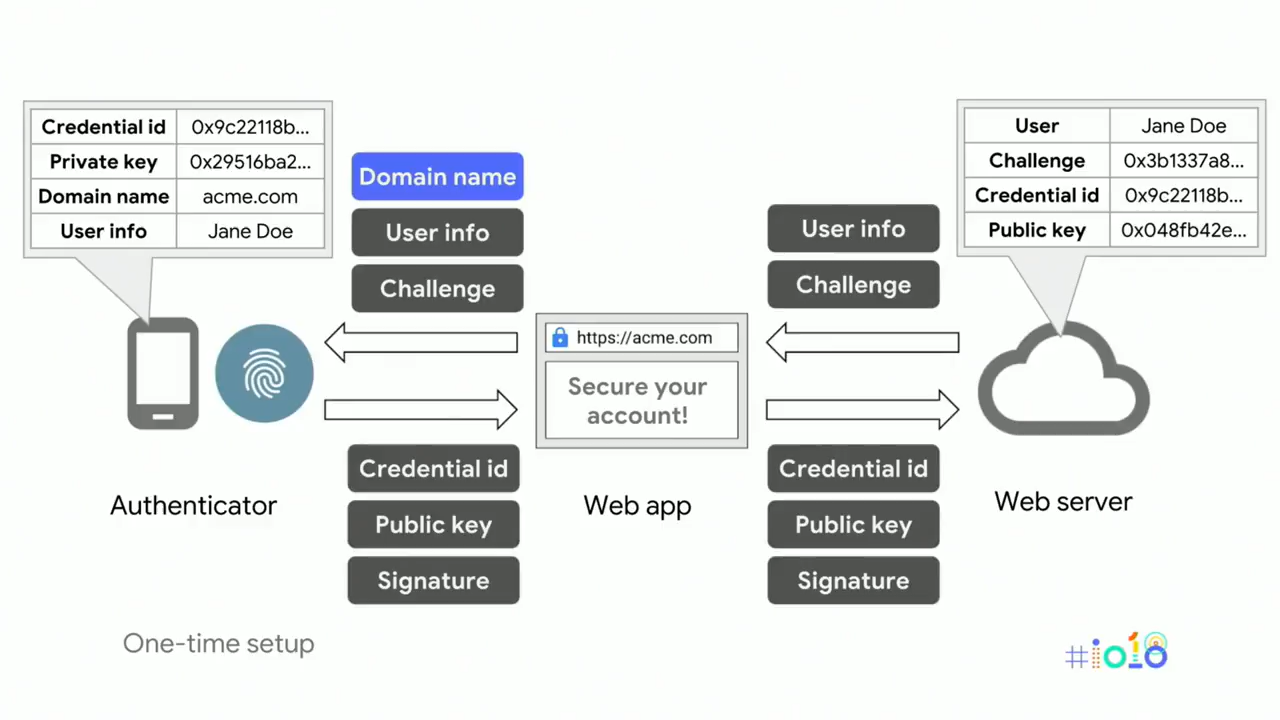 Credential id 0x9c22118b...
Private key 0x29516ba2...
Domain name acme.com
User info Jane Doe
Domain name
User info
Challenge
User info
Challenge
User Jane Doe
Challenge 0x3b1337a8...
Credential id 0x9c22118b...
Public key 0x048fb42e...
https://acme.com
Secure your
account!
Credential id
Public key
Signature
Credential id
Public key
Signature
Authenticator
Web app
Web server
One-time setup
#io18